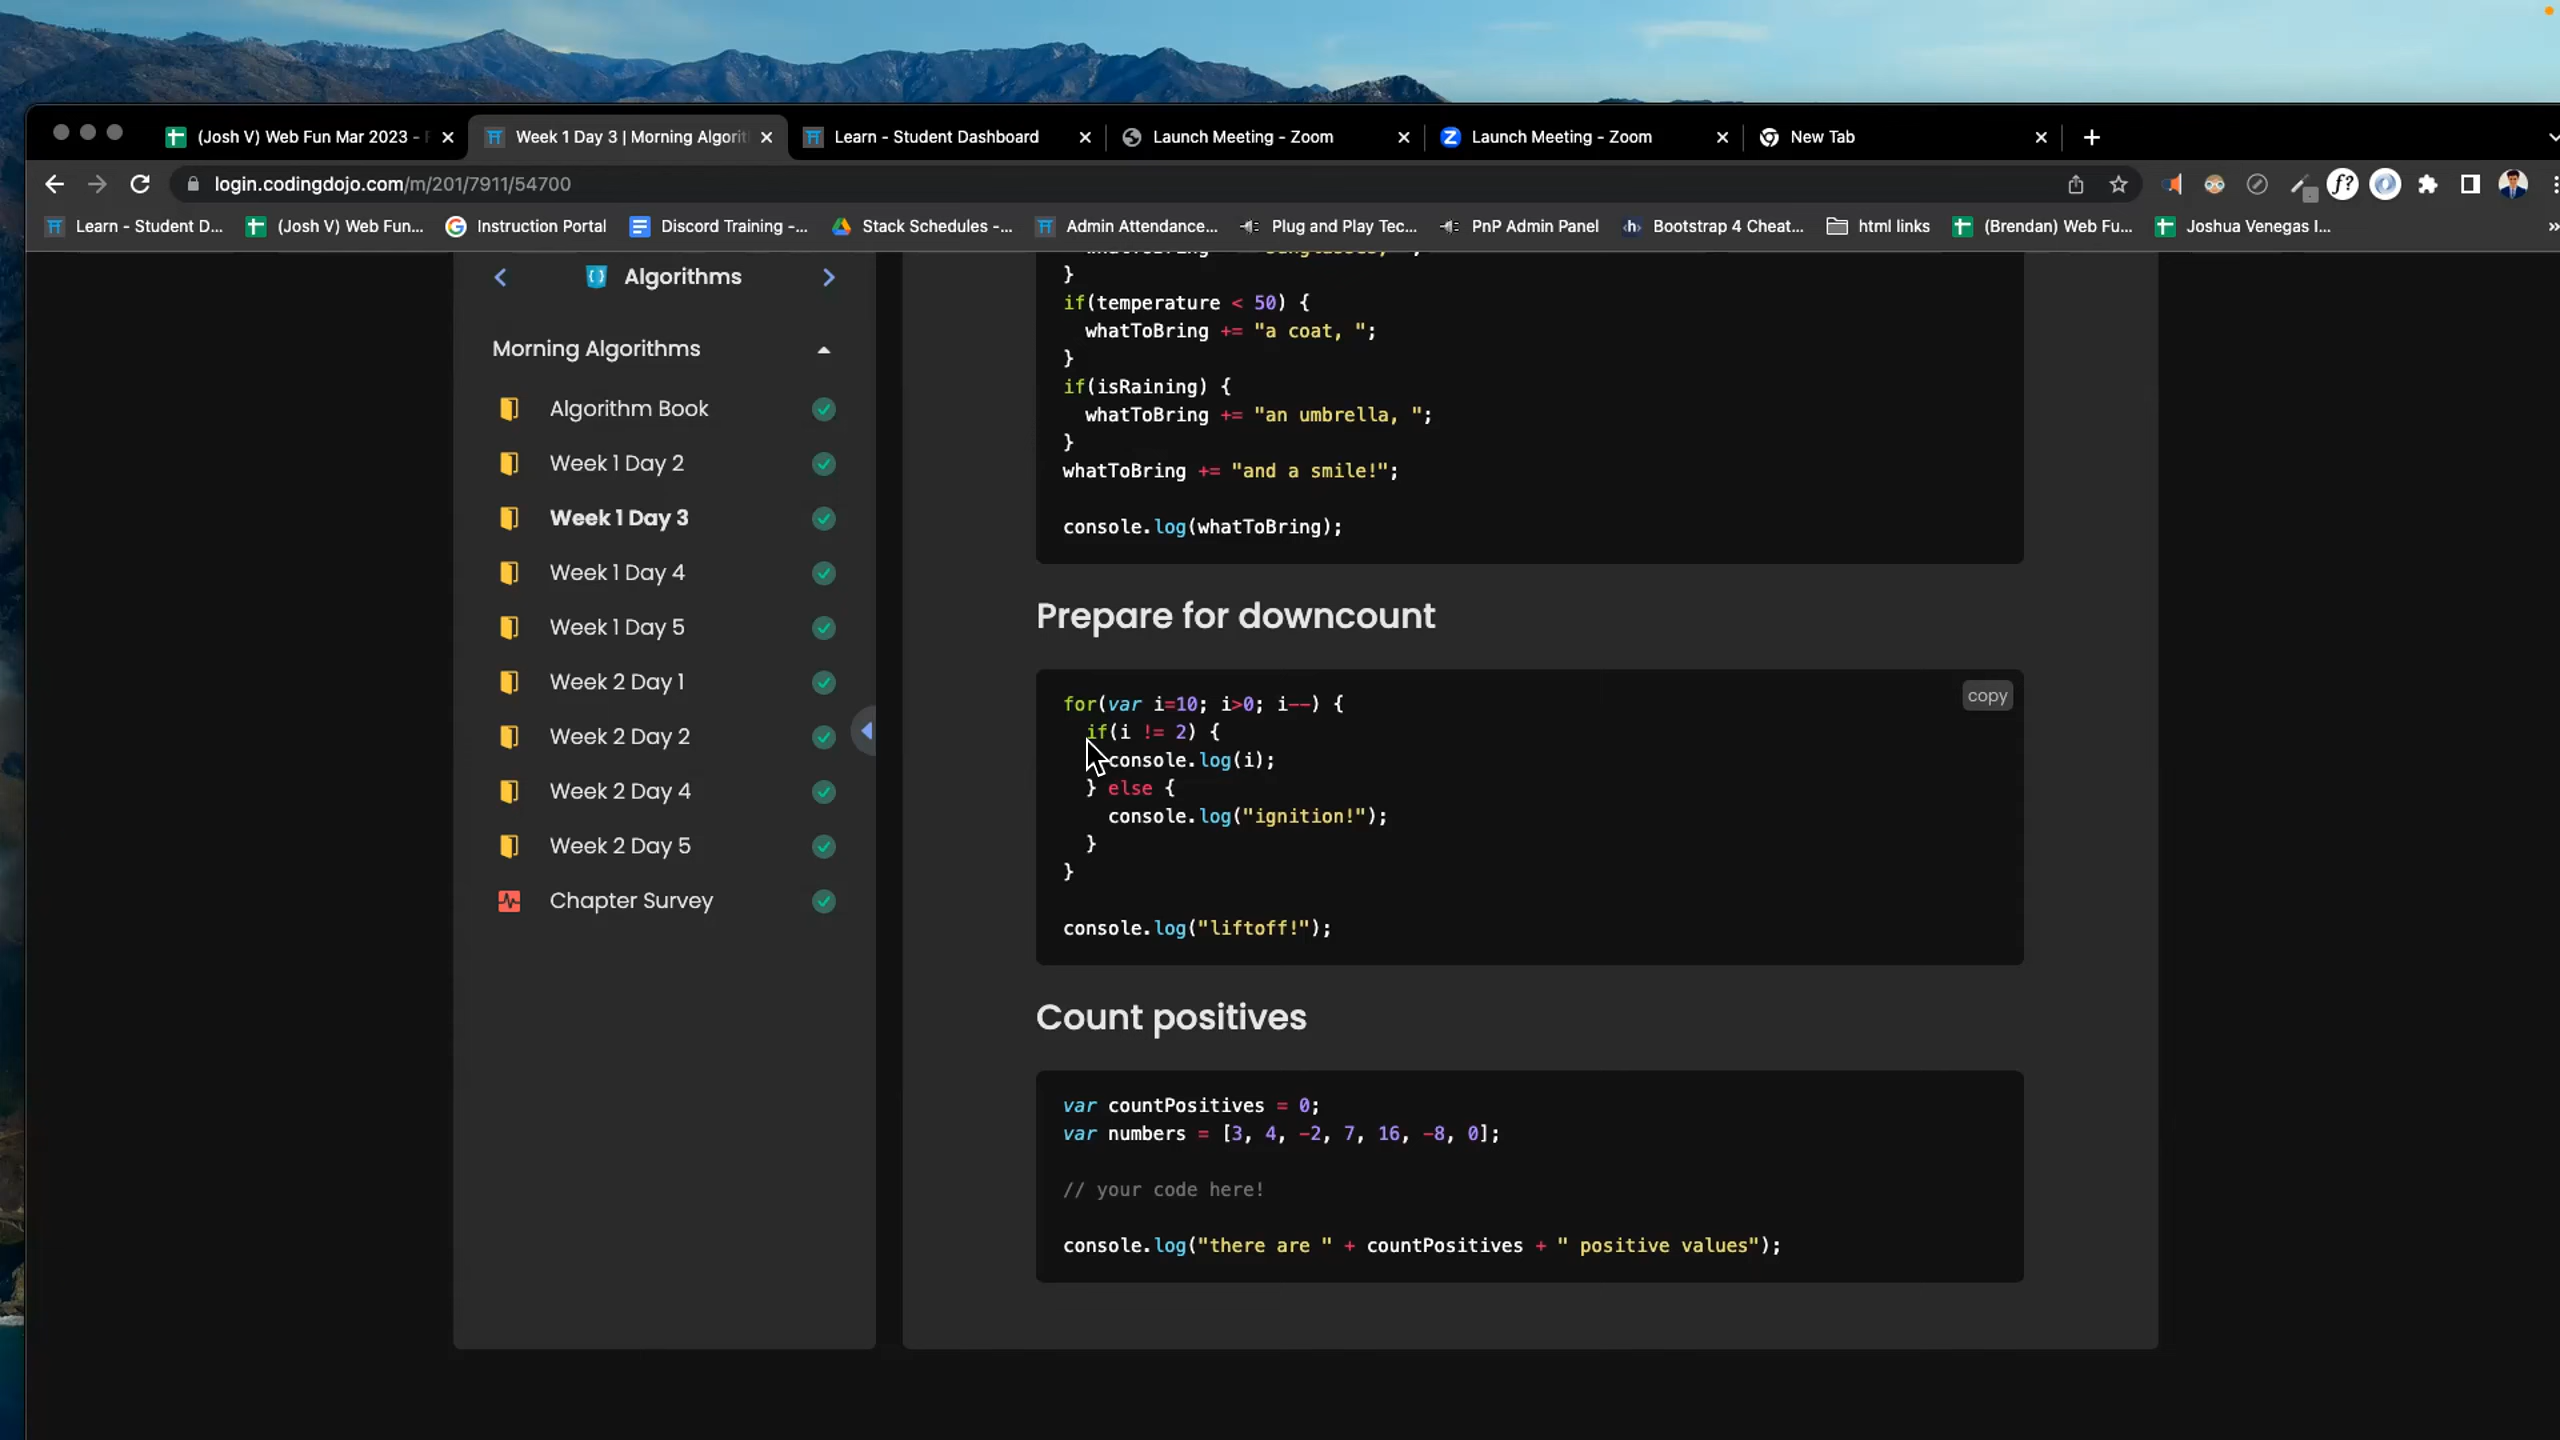 (Josh V) Web Fun Mar 2023 -
Week 1 Day 3 | Morning Algorit
Learn - Student Dashboard
Launch Meeting - Zoom
Launch Meeting - Zoom
New Tab
login.codingdojo.com/m/201/7911/54700
Learn - Student D...
(Josh V) Web Fun...
Instruction Portal
Discord Training -...
Stack Schedules -...
Admin Attendance...
Plug and Play Tec...
PnP Admin Panel
Bootstrap 4 Cheat...
html links
(Brendan) Web Fu...
Joshua Venegas I...
Algorithms
Morning Algorithms
Algorithm Book
Week 1 Day 2
Week 1 Day 3
Week 1 Day 4
Week 1 Day 5
Week 2 Day 1
Week 2 Day 2
Week 2 Day 4
Week 2 Day 5
Chapter Survey
}
if(temperature < 50) {
whatToBring += "a coat, ";
}
if(isRaining) {
whatToBring += "an umbrella, ";
}
whatToBring += "and a smile!";
console.log(whatToBring);
Prepare for downcount
copy
for(var i=10; i>0; i--) {
if(i != 2) {
console.log(i);
} else {
console.log("ignition!");
}
}
console.log("liftoff!");
Count positives
var countPositives = 0;
var numbers = [3, 4, -2, 7, 16, -8, 0];
// your code here!
console.log("there are " + countPositives + " positive values");